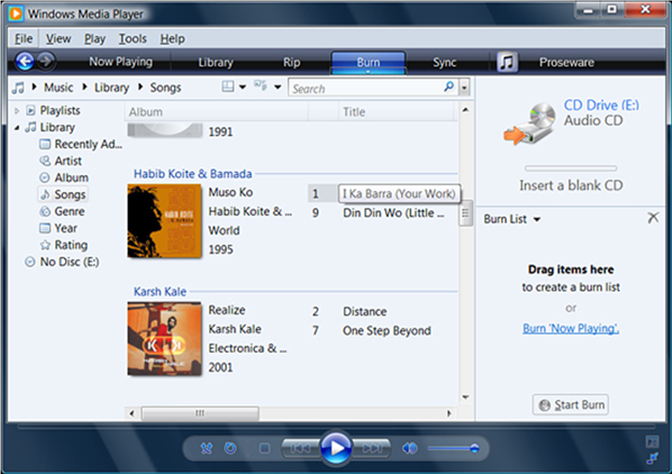 Windows Media Player
File View Play Tools Help
Now Playing Library Rip Burn Sync Proseware
Music Library Songs
Search
Playlists
Library
Recently Ad...
Artist
Album
Songs
Genre
Year
Rating
No Disc (E:)
Album Title
1991
Habib Koite & Bamada
Muso Ko 1 I Ka Barra (Your Work)
Habib Koite & ... 9 Din Din Wo (Little ...
World
1995
Karsh Kale
Realize 2 Distance
Karsh Kale 7 One Step Beyond
Electronica & ...
2001
CD Drive (E:)
Audio CD
Insert a blank CD
Burn List
Drag items here
to create a burn list
or
Burn 'Now Playing'.
Start Burn